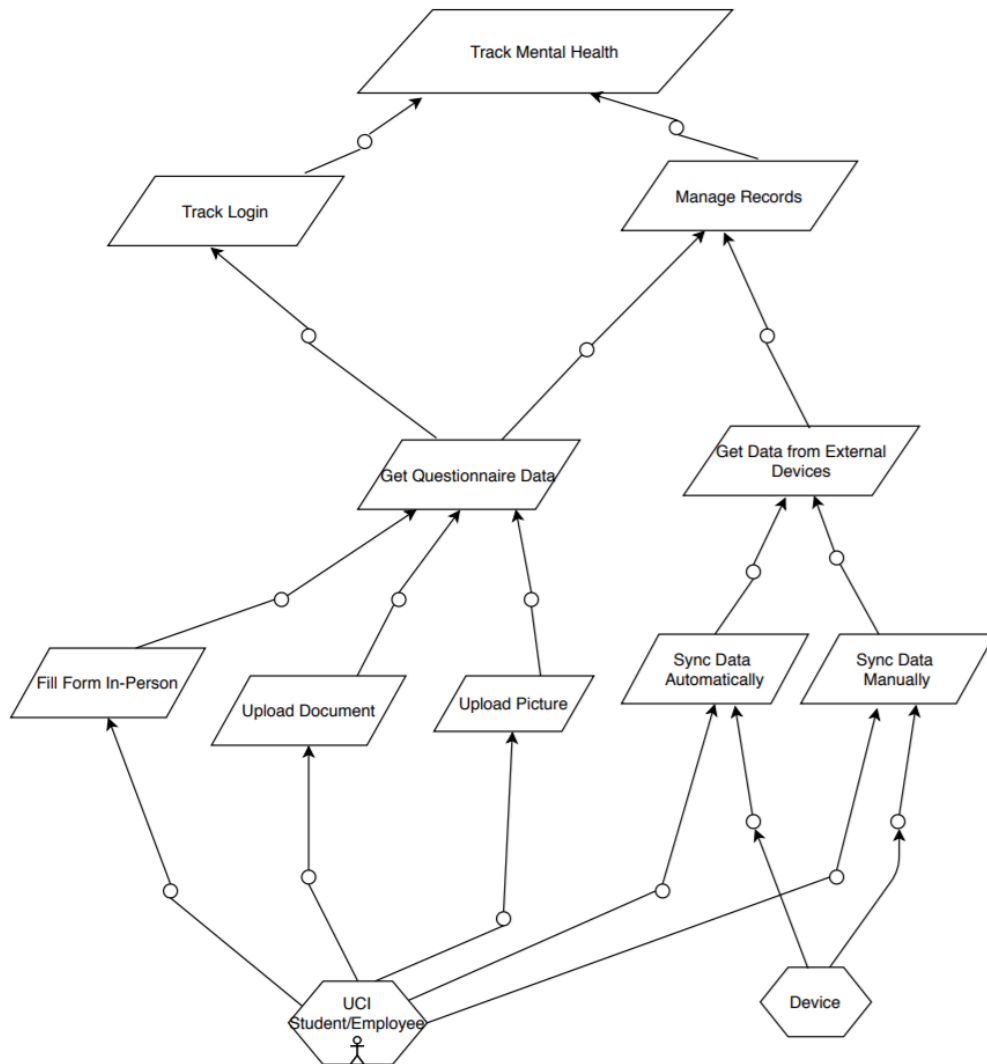 Track Mental Health
Track Login
Manage Records
Get Questionnaire Data
Get Data from External
Devices
Fill Form In-Person
Upload Document
Upload Picture
Sync Data
Automatically
Sync Data
Manually
UCI
Student/Employee
Device